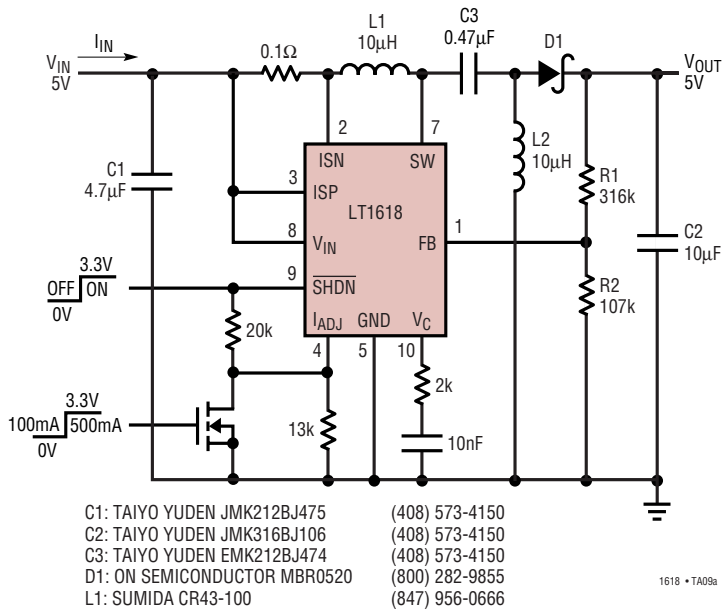 I_IN
V_IN
5V
0.1Ω
L1
10µH
C3
0.47µF
D1
V_OUT
5V
2
7
ISN
SW
L2
10µH
C1
4.7µF
3
ISP
LT1618
R1
316k
8
V_IN
FB
1
C2
10µF
3.3V
OFF
ON
0V
9
SHDN
R2
107k
I_ADJ
GND
V_C
20k
4
5
10
2k
3.3V
100mA
500mA
0V
13k
10nF
C1: TAIYO YUDEN JMK212BJ475 (408) 573-4150
C2: TAIYO YUDEN JMK316BJ106 (408) 573-4150
C3: TAIYO YUDEN EMK212BJ474 (408) 573-4150
D1: ON SEMICONDUCTOR MBR0520 (800) 282-9855
L1: SUMIDA CR43-100 (847) 956-0666
1618 • TA09a